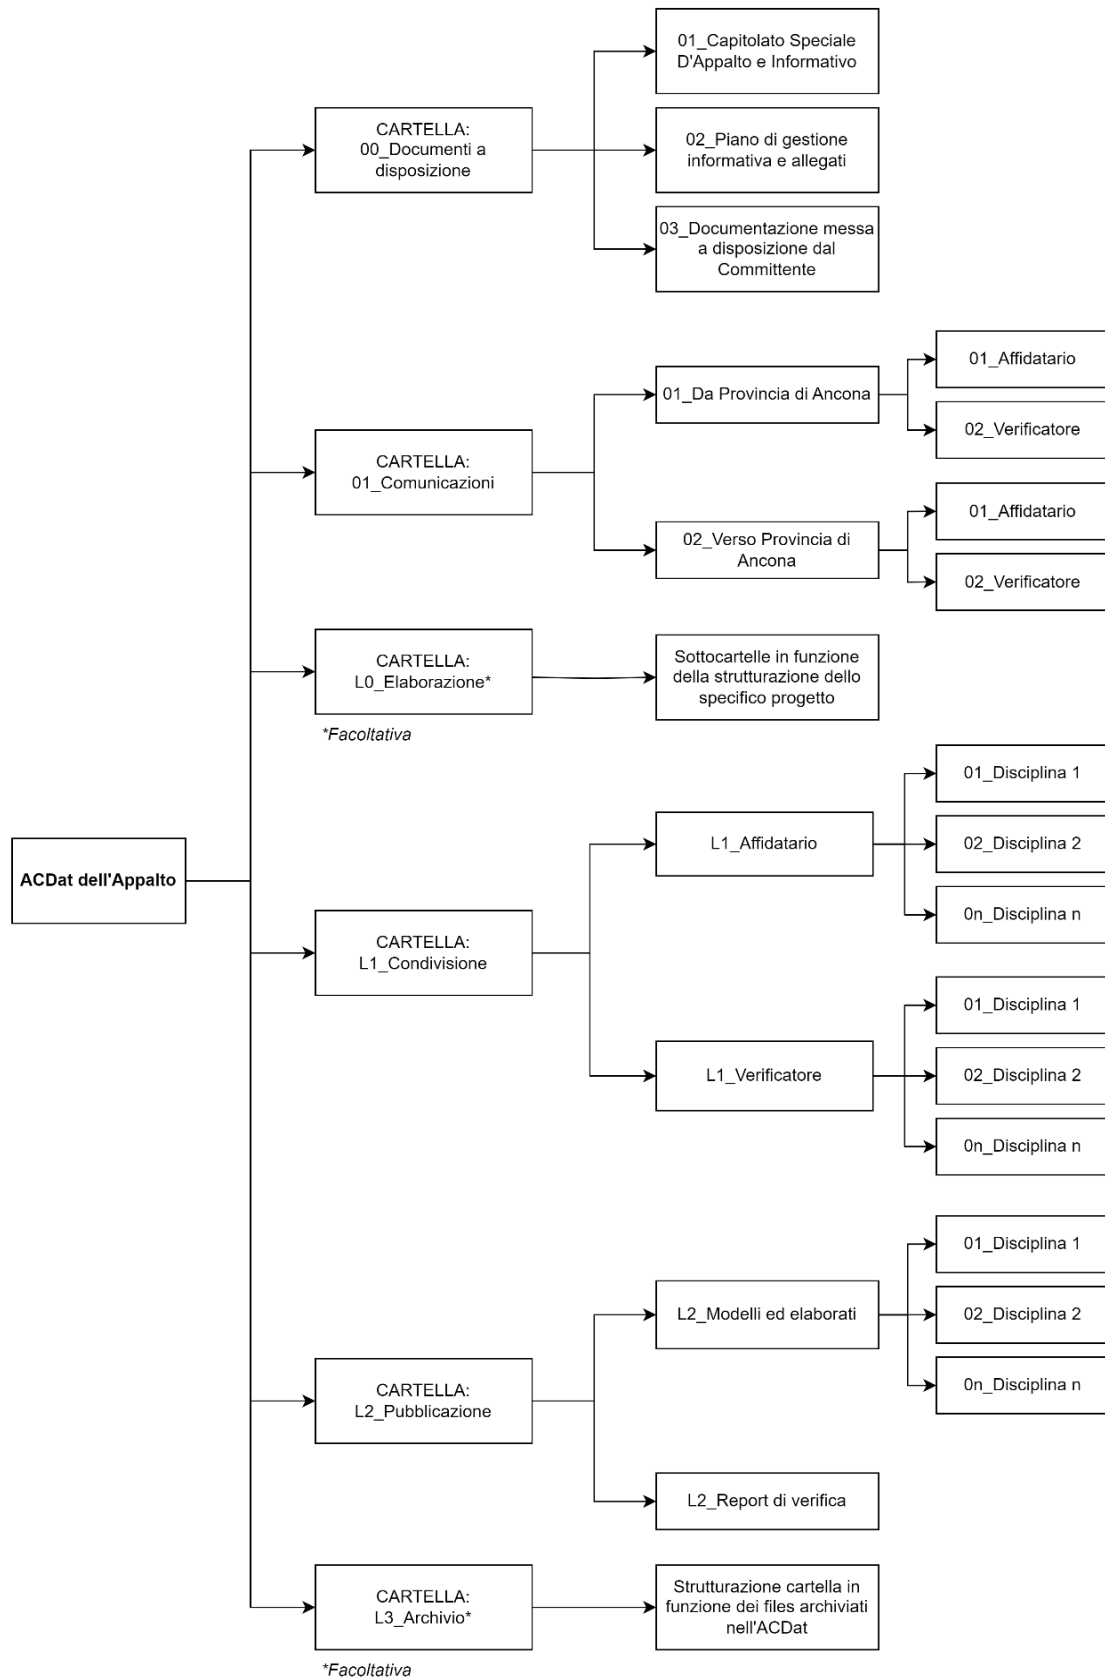 01_Capitolato Speciale
D'Appalto e Informativo
CARTELLA:
00_Documenti a
disposizione
02_Piano di gestione
informativa e allegati
03_Documentazione messa
a disposizione dal
Committente
CARTELLA:
01_Comunicazioni
01_Da Provincia di Ancona
01_Affidatario
02_Verificatore
02_Verso Provincia di
Ancona
01_Affidatario
02_Verificatore
CARTELLA:
L0_Elaborazione*
*Facoltativa
Sottocartelle in funzione
della strutturazione dello
specifico progetto
ACDat dell'Appalto
CARTELLA:
L1_Condivisione
L1_Affidatario
01_Disciplina 1
02_Disciplina 2
0n_Disciplina n
L1_Verificatore
01_Disciplina 1
02_Disciplina 2
0n_Disciplina n
CARTELLA:
L2_Pubblicazione
L2_Modelli ed elaborati
01_Disciplina 1
02_Disciplina 2
0n_Disciplina n
L2_Report di verifica
CARTELLA:
L3_Archivio*
*Facoltativa
Strutturazione cartella in
funzione dei files archiviati
nell'ACDat